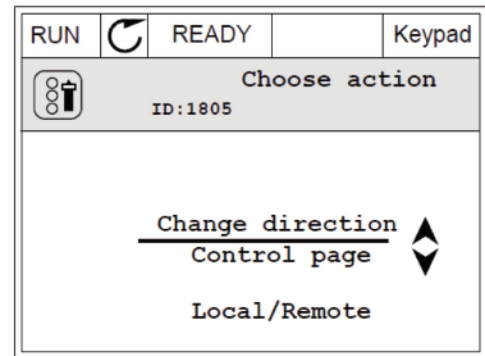 RUN READY Keypad
Choose action
ID:1805
Change direction
Control page
Local/Remote